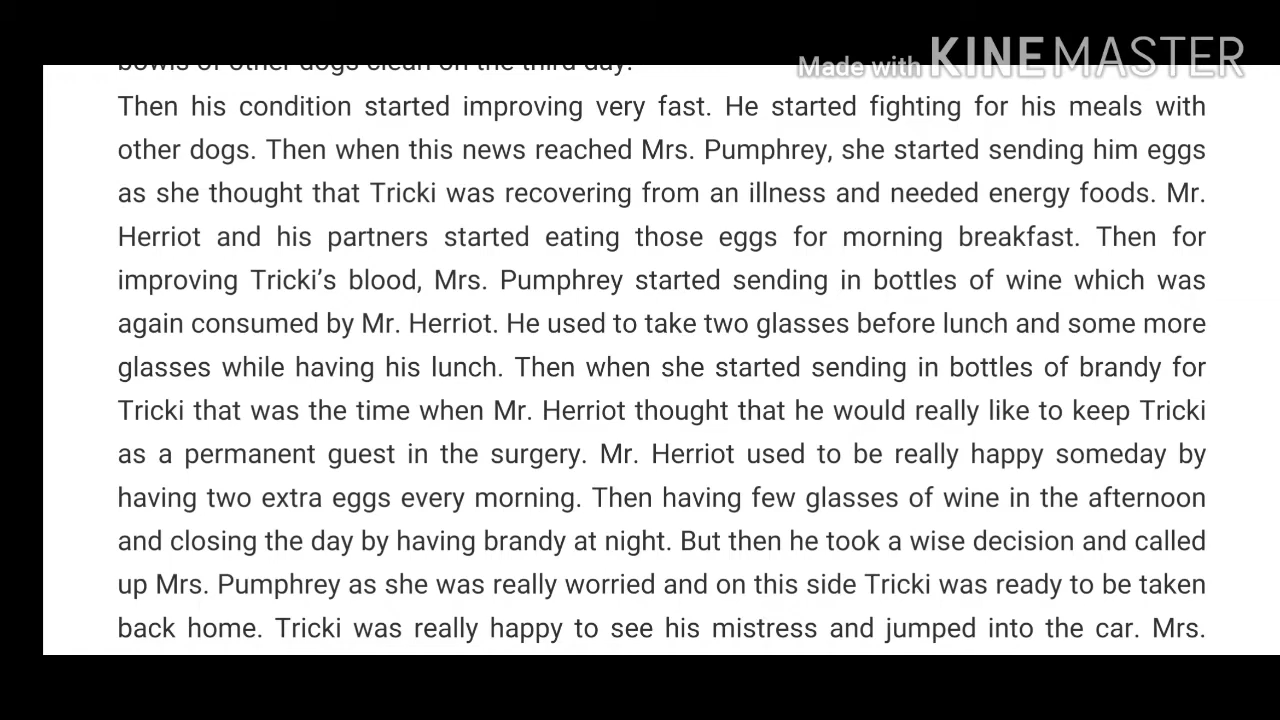 Made with KINEMASTER
bowls of other dogs clean on the third day.
Then his condition started improving very fast. He started fighting for his meals with
other dogs. Then when this news reached Mrs. Pumphrey, she started sending him eggs
as she thought that Tricki was recovering from an illness and needed energy foods. Mr.
Herriot and his partners started eating those eggs for morning breakfast. Then for
improving Tricki’s blood, Mrs. Pumphrey started sending in bottles of wine which was
again consumed by Mr. Herriot. He used to take two glasses before lunch and some more
glasses while having his lunch. Then when she started sending in bottles of brandy for
Tricki that was the time when Mr. Herriot thought that he would really like to keep Tricki
as a permanent guest in the surgery. Mr. Herriot used to be really happy someday by
having two extra eggs every morning. Then having few glasses of wine in the afternoon
and closing the day by having brandy at night. But then he took a wise decision and called
up Mrs. Pumphrey as she was really worried and on this side Tricki was ready to be taken
back home. Tricki was really happy to see his mistress and jumped into the car. Mrs.